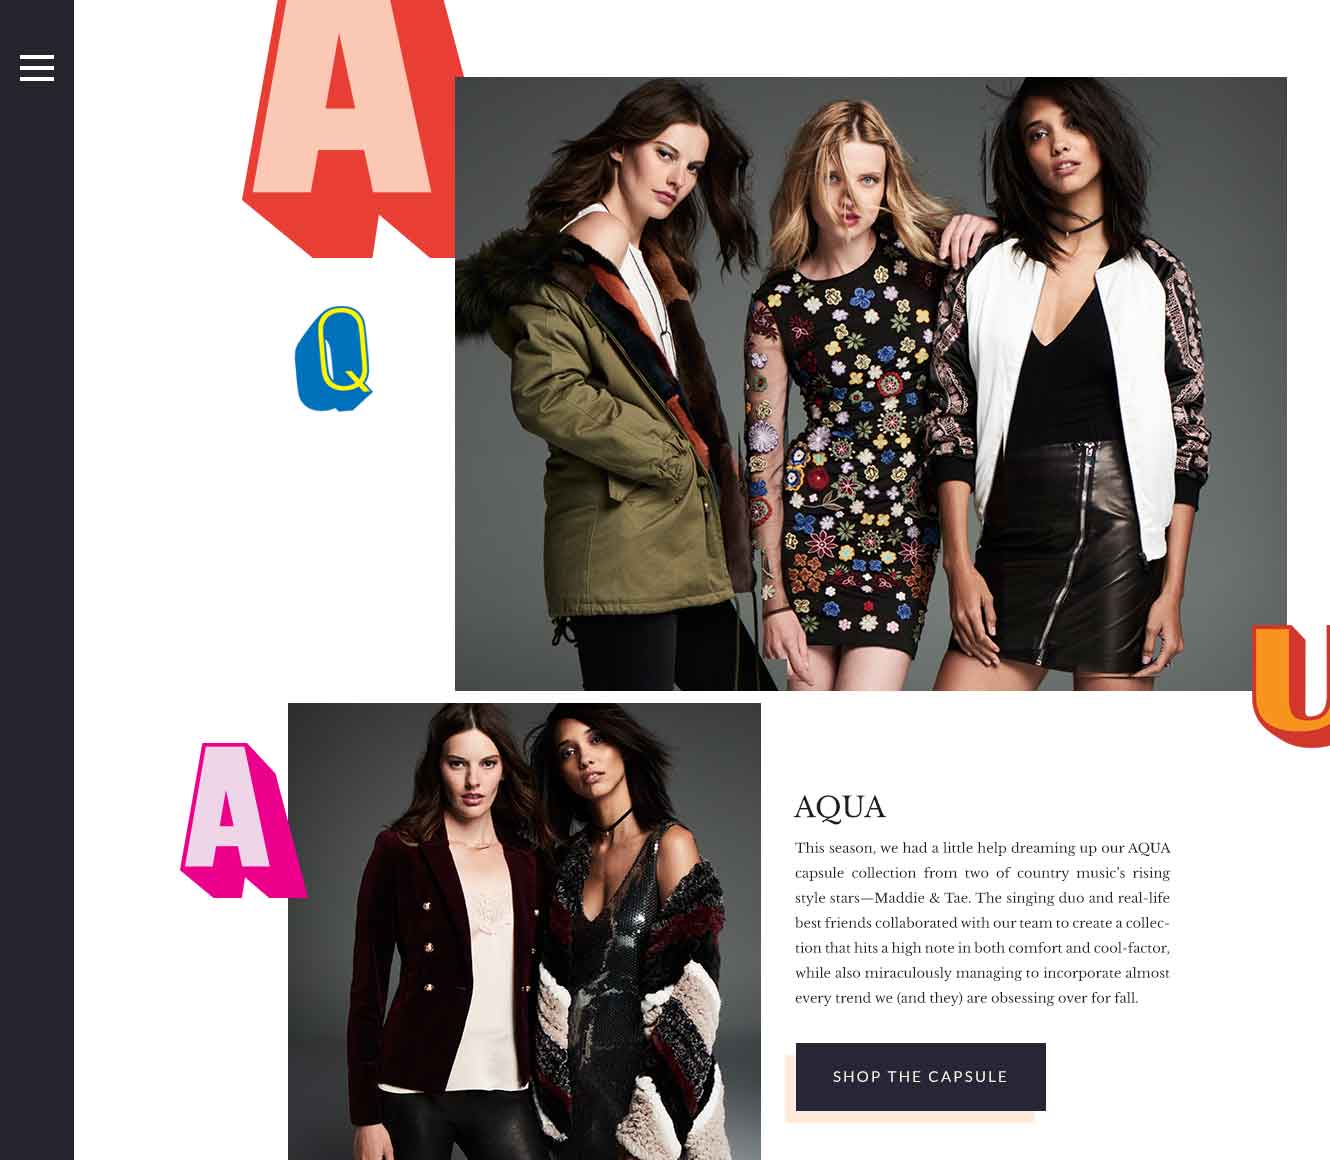 A
Q
U
A
AQUA
This season, we had a little help dreaming up our AQUA
capsule collection from two of country music's rising
style stars—Maddie & Tae. The singing duo and real-life
best friends collaborated with our team to create a collec-
tion that hits a high note in both comfort and cool-factor,
while also miraculously managing to incorporate almost
every trend we (and they) are obsessing over for fall.
SHOP THE CAPSULE